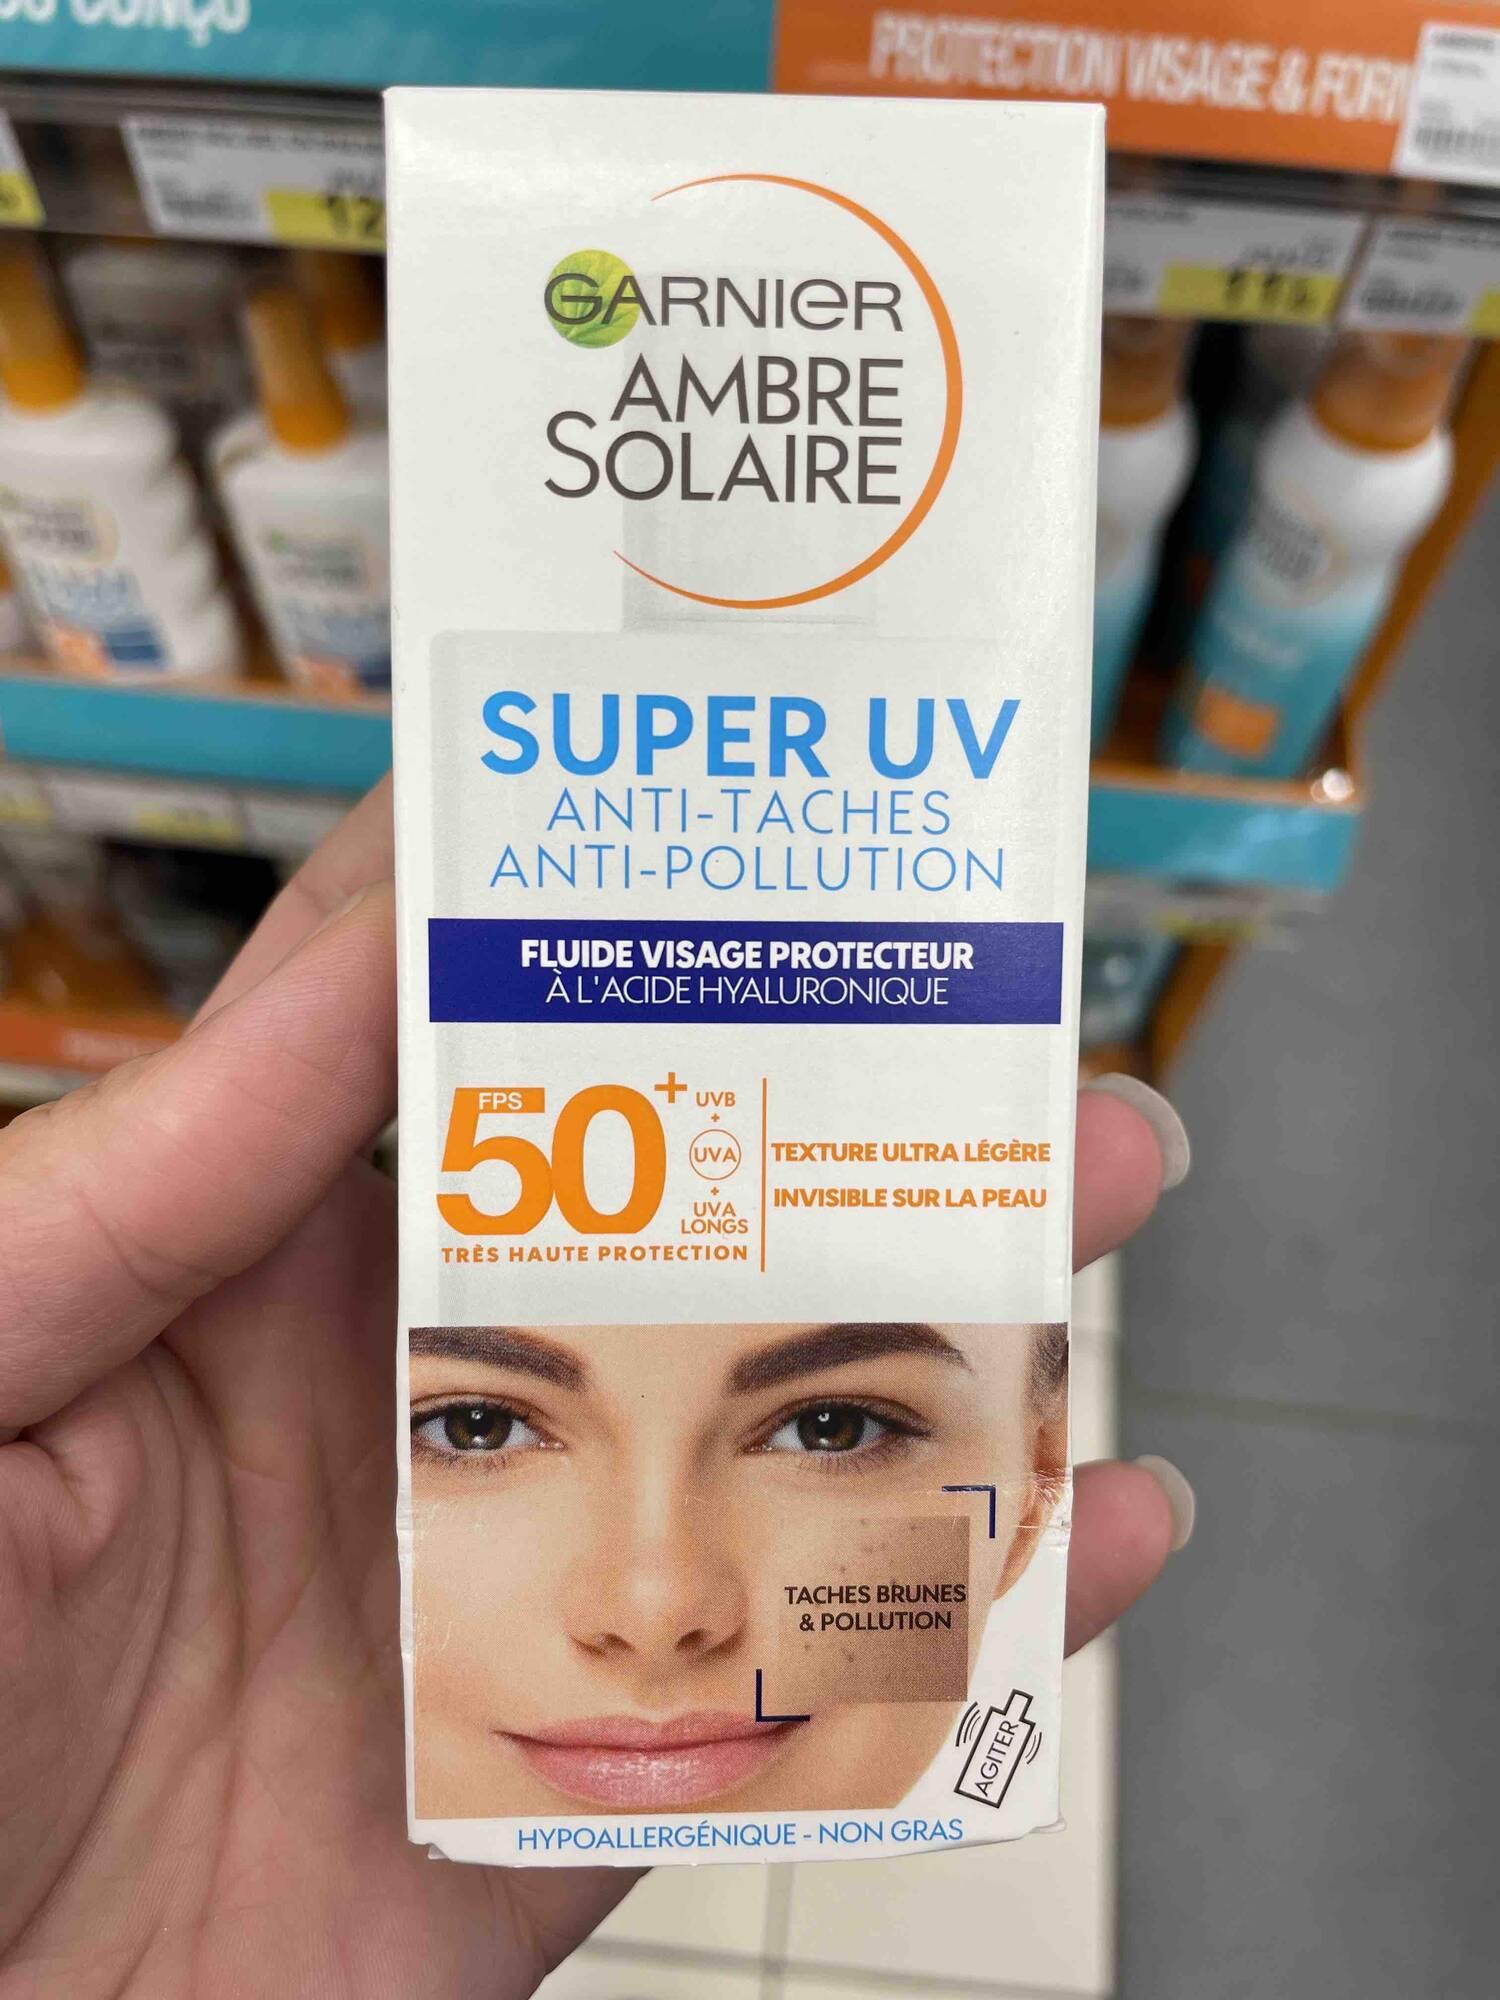 PROTECTION VISAGE &
GARNIER
AMBRE
SOLAIRE
SUPER UV
ANTI-TACHES
ANTI-POLLUTION
FLUIDE VISAGE PROTECTEUR
À L'ACIDE HYALURONIQUE
FPS
50+
UVB
+
UVA
+
UVA
LONGS
TRÈS HAUTE PROTECTION
TEXTURE ULTRA LÉGÈRE
INVISIBLE SUR LA PEAU
TACHES BRUNES
& POLLUTION
AGITER
HYPOALLERGÉNIQUE - NON GRAS